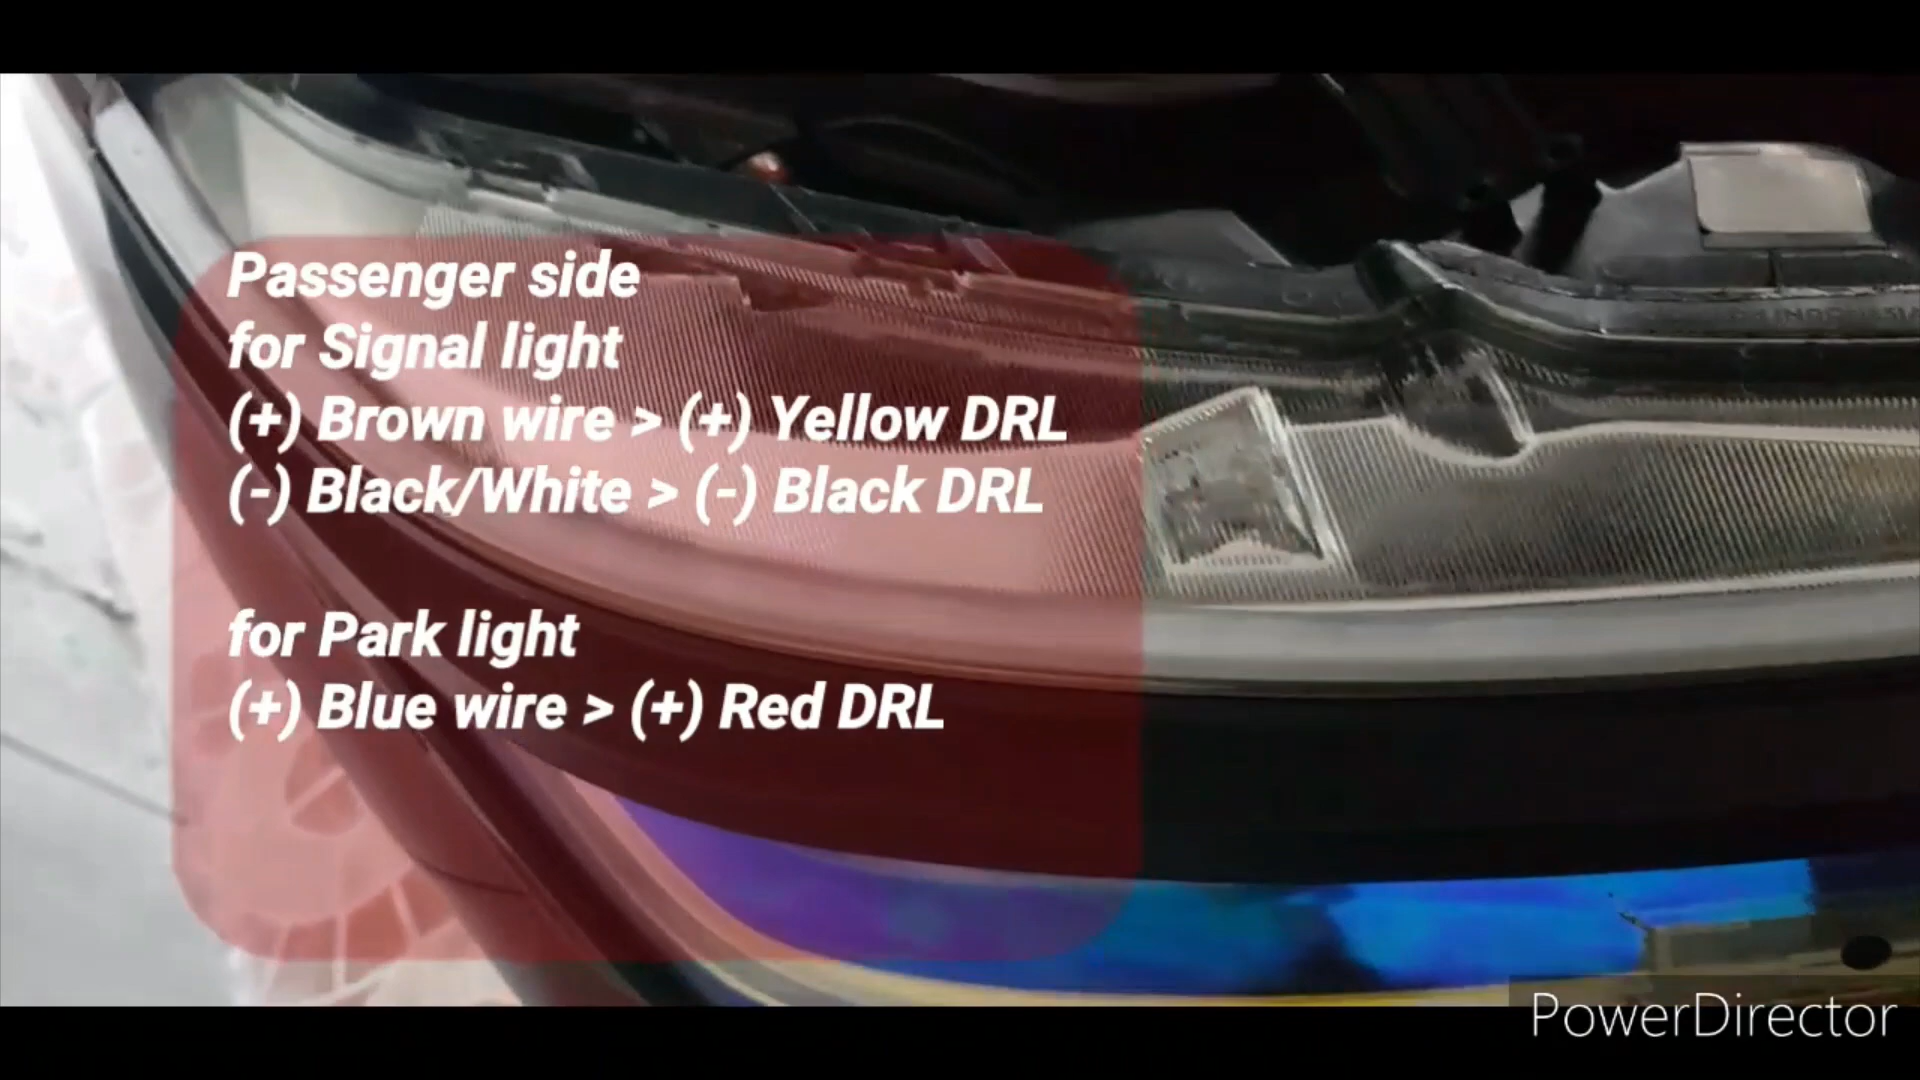 Passenger side
for Signal light
(+) Brown wire > (+) Yellow DRL
(-) Black/White > (-) Black DRL
for Park light
(+) Blue wire > (+) Red DRL
PowerDirector